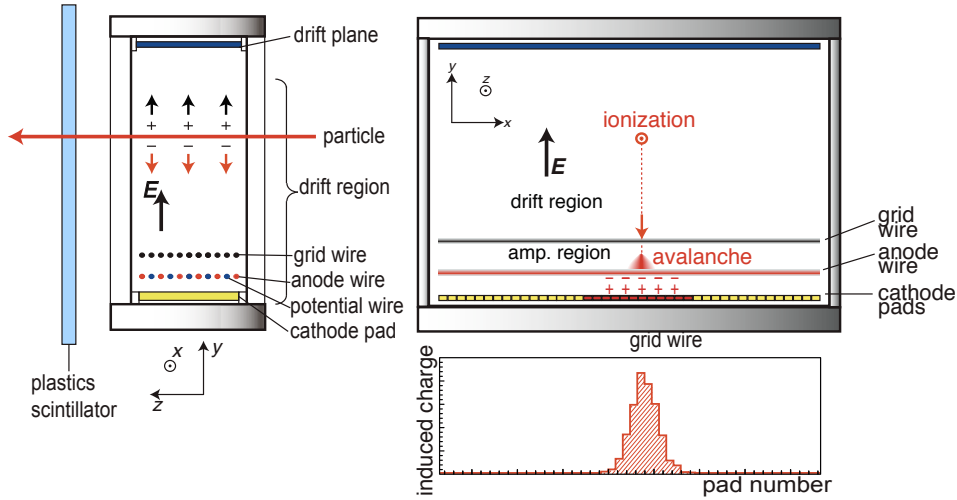 drift plane
+ + +
particle
− − −
E
drift region
grid wire
anode wire
potential wire
cathode pad
x
y
z
plastics
scintillator
y
z
x
ionization
E
drift region
grid
wire
amp. region
avalanche
anode
wire
− − − − −
+ + + + +
cathode
pads
grid wire
induced charge
pad number